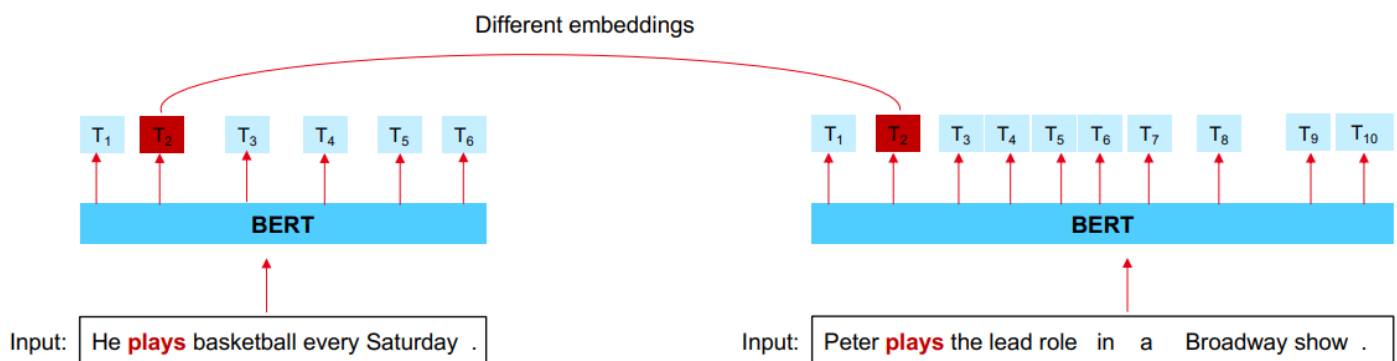 Different embeddings
T1 T2 T3 T4 T5 T6
T1 T2 T3 T4 T5 T6 T7 T8 T9 T10
BERT
BERT
Input: He plays basketball every Saturday .
Input: Peter plays the lead role in a Broadway show .